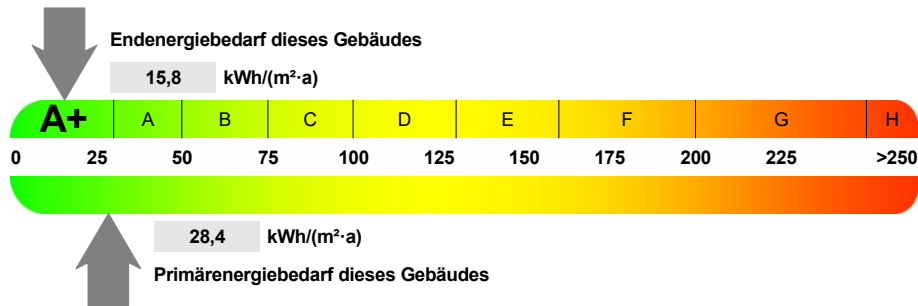 Endenergiebedarf dieses Gebäudes
15,8 kWh/(m²·a)
A+ A B C D E F G H
0 25 50 75 100 125 150 175 200 225 >250
28,4 kWh/(m²·a)
Primärenergiebedarf dieses Gebäudes